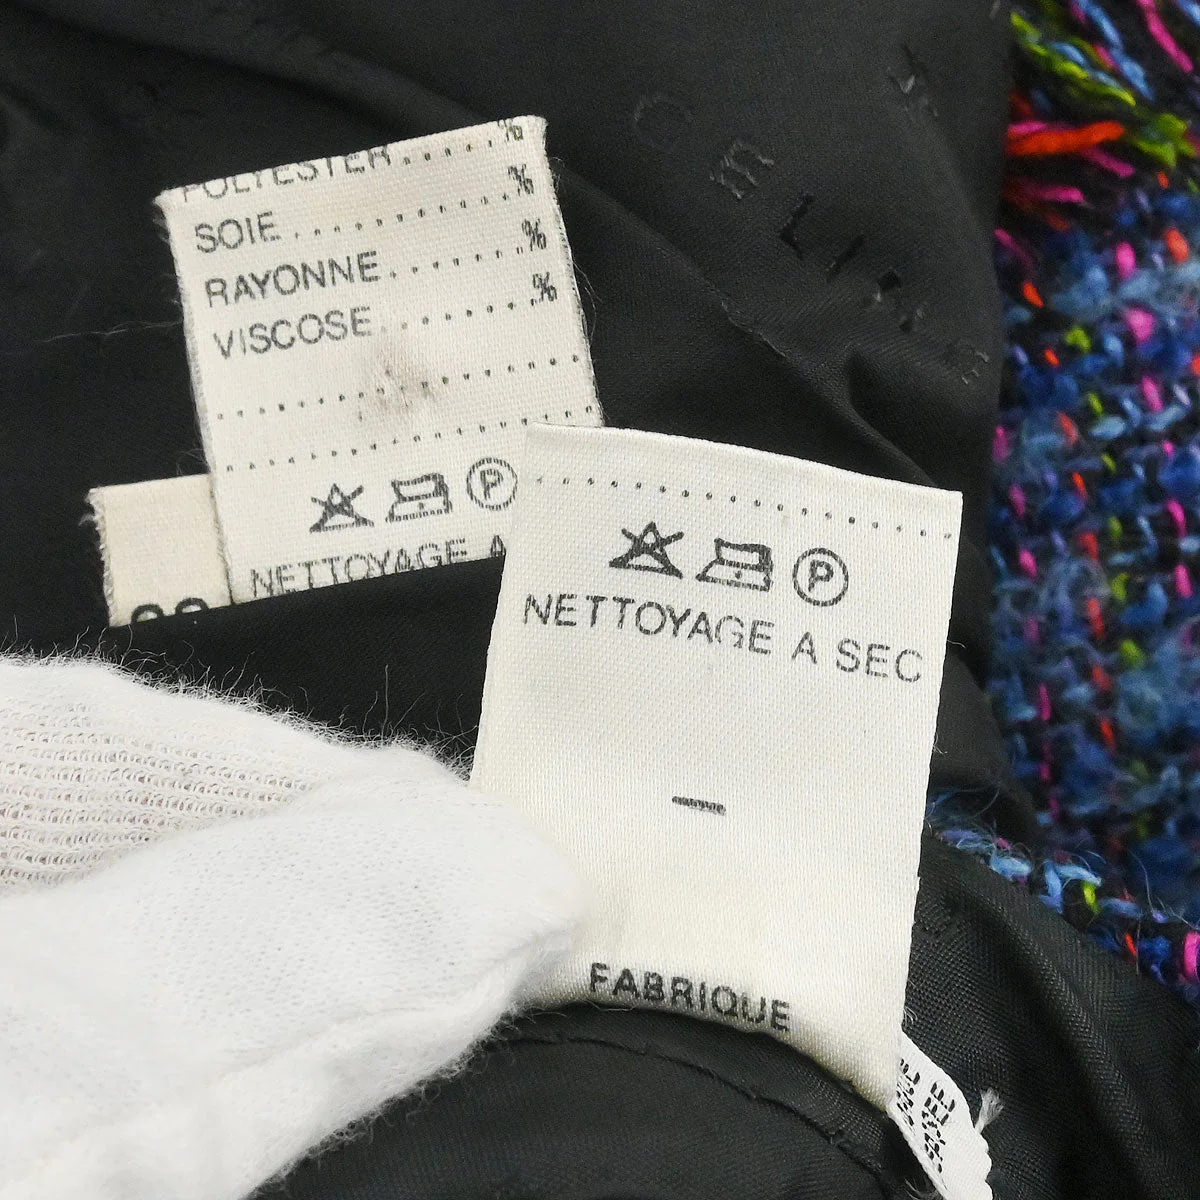 POLYESTER...........%
SOIE....................%
RAYONNE............%
VISCOSE.............%
NETTOYAGE A
P
P
NETTOYAGE A SEC
FABRIQUE